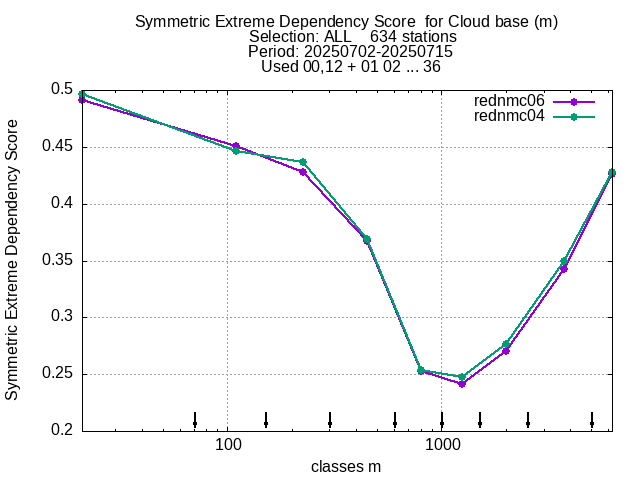 Symmetric Extreme Dependency Score  for Cloud base (m)
Selection: ALL    634 stations
Period: 20250702-20250715
Used 00,12 + 01 02 ... 36
rednmc06
rednmc04
Symmetric Extreme Dependency Score
0.5
0.45
0.4
0.35
0.3
0.25
0.2
100
1000
classes m